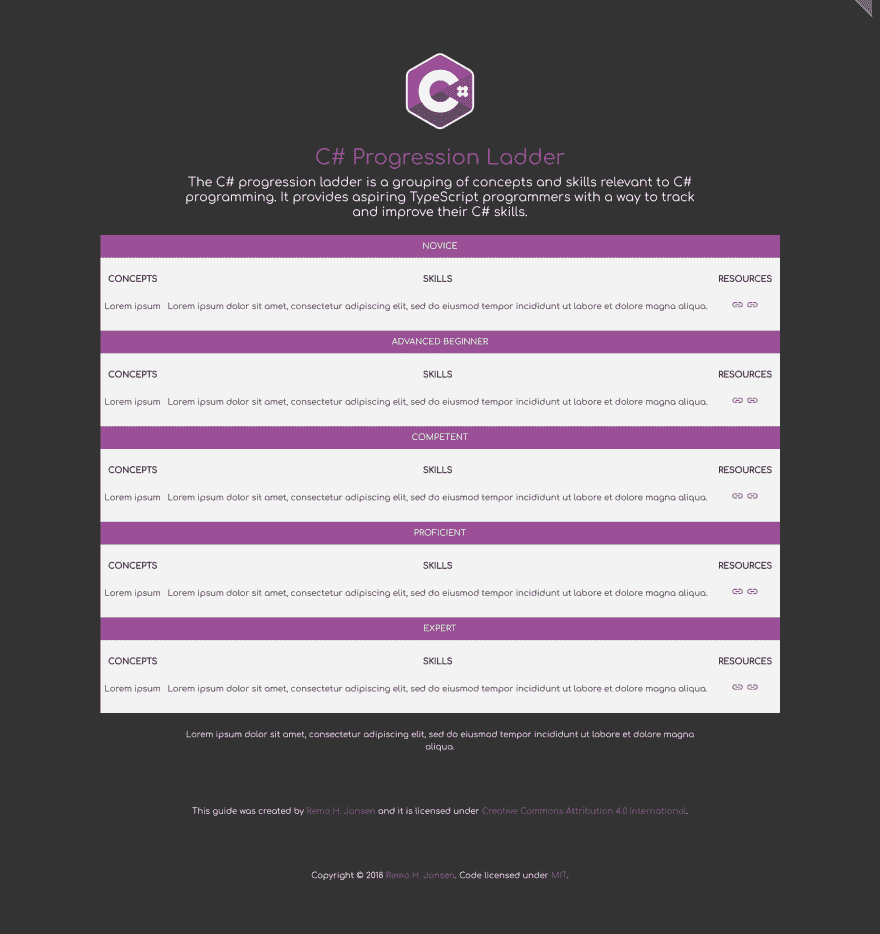 C#
C# Progression Ladder
The C# progression ladder is a grouping of concepts and skills relevant to C#
programming. It provides aspiring TypeScript programmers with a way to track
and improve their C# skills.
NOVICE
CONCEPTS SKILLS RESOURCES
Lorem ipsum Lorem ipsum dolor sit amet, consectetur adipiscing elit, sed do eiusmod tempor incididunt ut labore et dolore magna aliqua.
ADVANCED BEGINNER
CONCEPTS SKILLS RESOURCES
Lorem ipsum Lorem ipsum dolor sit amet, consectetur adipiscing elit, sed do eiusmod tempor incididunt ut labore et dolore magna aliqua.
COMPETENT
CONCEPTS SKILLS RESOURCES
Lorem ipsum Lorem ipsum dolor sit amet, consectetur adipiscing elit, sed do eiusmod tempor incididunt ut labore et dolore magna aliqua.
PROFICIENT
CONCEPTS SKILLS RESOURCES
Lorem ipsum Lorem ipsum dolor sit amet, consectetur adipiscing elit, sed do eiusmod tempor incididunt ut labore et dolore magna aliqua.
EXPERT
CONCEPTS SKILLS RESOURCES
Lorem ipsum Lorem ipsum dolor sit amet, consectetur adipiscing elit, sed do eiusmod tempor incididunt ut labore et dolore magna aliqua.
Lorem ipsum dolor sit amet, consectetur adipiscing elit, sed do eiusmod tempor incididunt ut labore et dolore magna
aliqua.
This guide was created by Remo H. Jansen and it is licensed under Creative Commons Attribution 4.0 International.
Copyright © 2018 Remo H. Jansen. Code licensed under MIT.